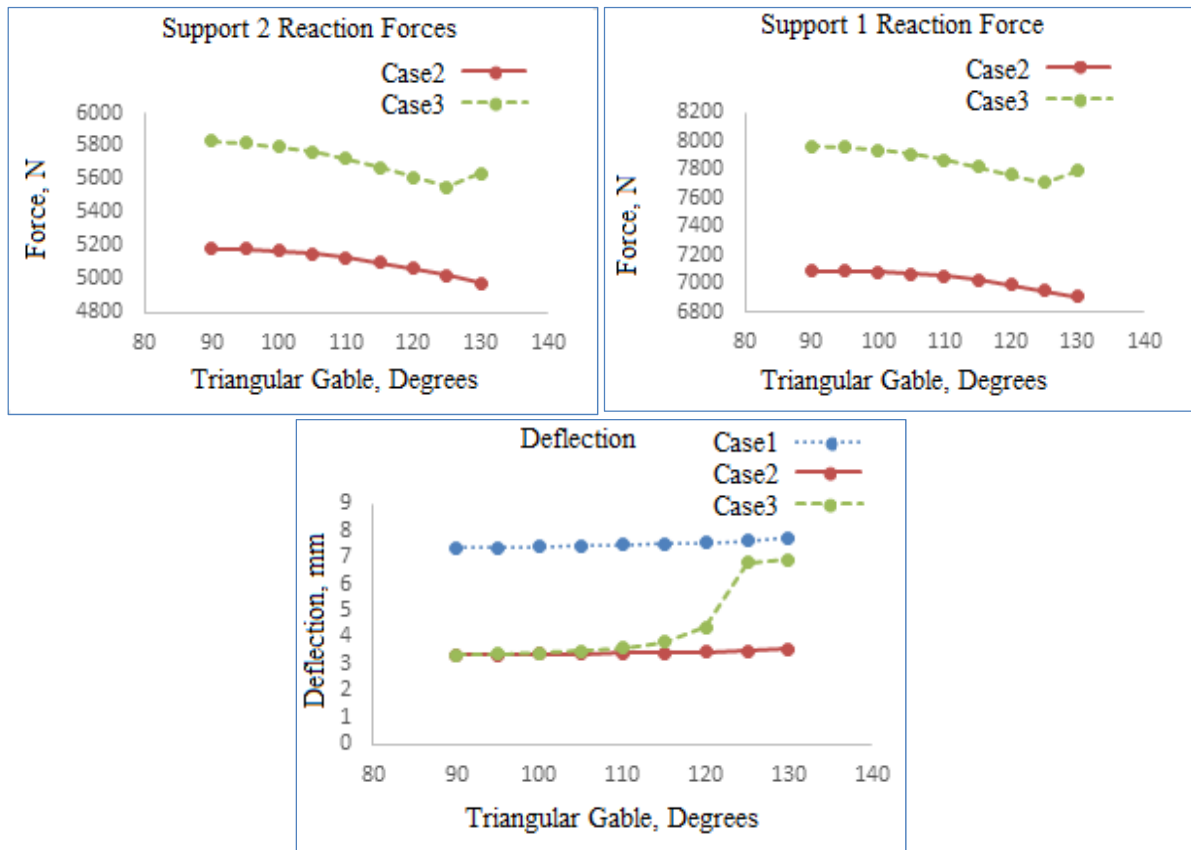 Support 2 Reaction Forces
Case2
Case3
6000
5800
5600
5400
5200
5000
4800
Force, N
80 90 100 110 120 130 140
Triangular Gable, Degrees
Support 1 Reaction Force
Case2
Case3
8200
8000
7800
7600
7400
7200
7000
6800
Force, N
80 90 100 110 120 130 140
Triangular Gable, Degrees
Deflection
Case1
Case2
Case3
9
8
7
6
5
4
3
2
1
0
Deflection, mm
80 90 100 110 120 130 140
Triangular Gable, Degrees